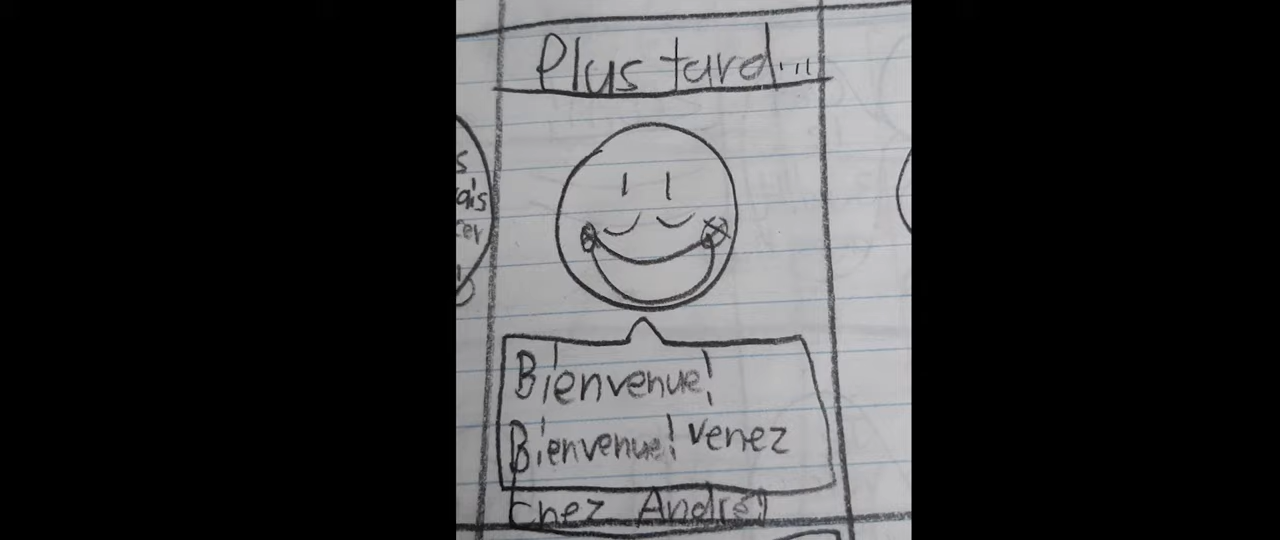 Plus tard...
Bienvenue!
Bienvenue! Venez
chez André!